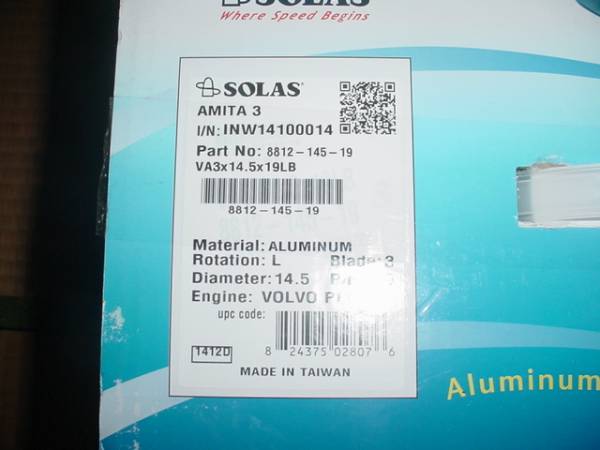 SOLAS
Where Speed Begins
SOLAS
AMITA 3
I/N: INW14100014
Part No: 8812-145-19
VA3x14.5x19LB
8812-145-19
Material: ALUMINUM
Rotation: L Blade: 3
Diameter: 14.5
Engine: VOLVO
upc code:
1412D
8 24375 02807 6
MADE IN TAIWAN
Aluminum